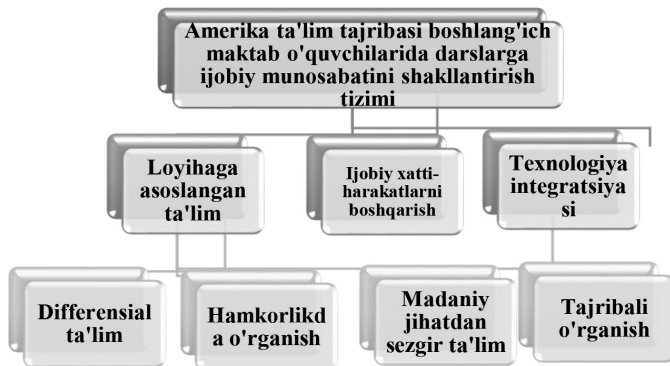 Amerika ta'lim tajribasi boshlang'ich
maktab o'quvchilarida darslarga
ijobiy munosabatini shakllantirish
tizimi
Loyihaga
asoslangan
ta'lim
Ijobiy xatti-
harakatlarni
boshqarish
Texnologiya
integratsiya
si
Differensial
ta'lim
Hamkorlikd
a o'rganish
Madaniy
jihatdan
sezgir ta'lim
Tajribali
o'rganish